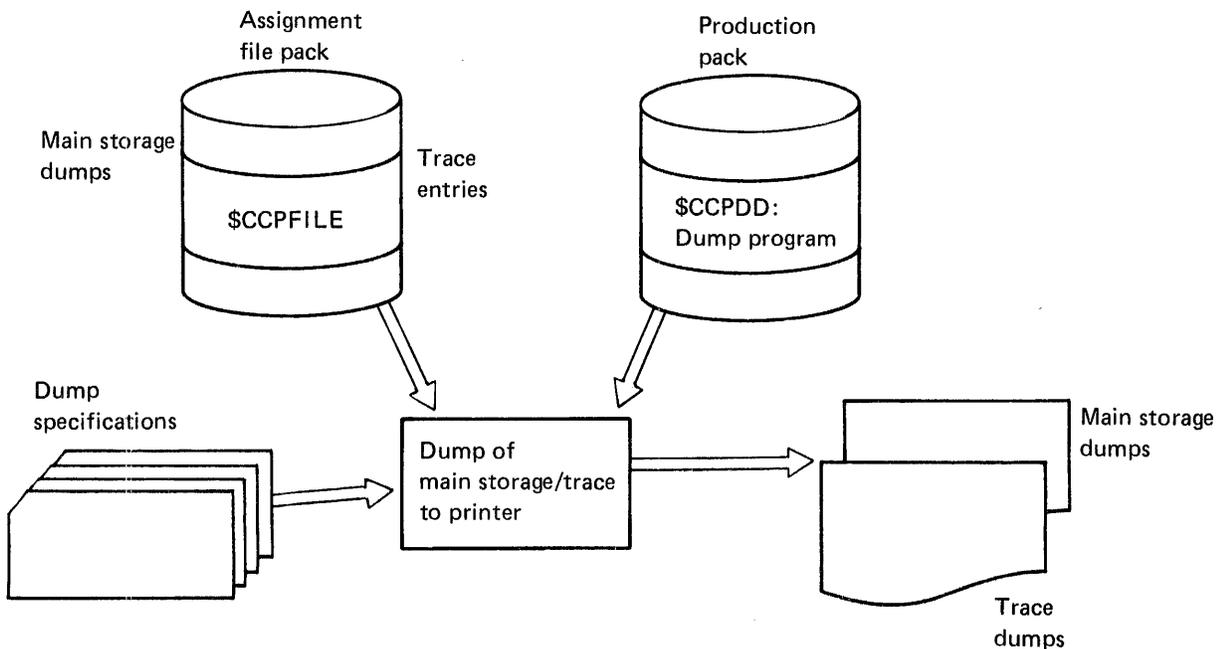 Assignment
file pack
Production
pack
Main storage
dumps
Trace
entries
$CCPFILE
$CCPDD:
Dump program
Dump
specifications
Dump of
main storage/trace
to printer
Main storage
dumps
Trace
dumps